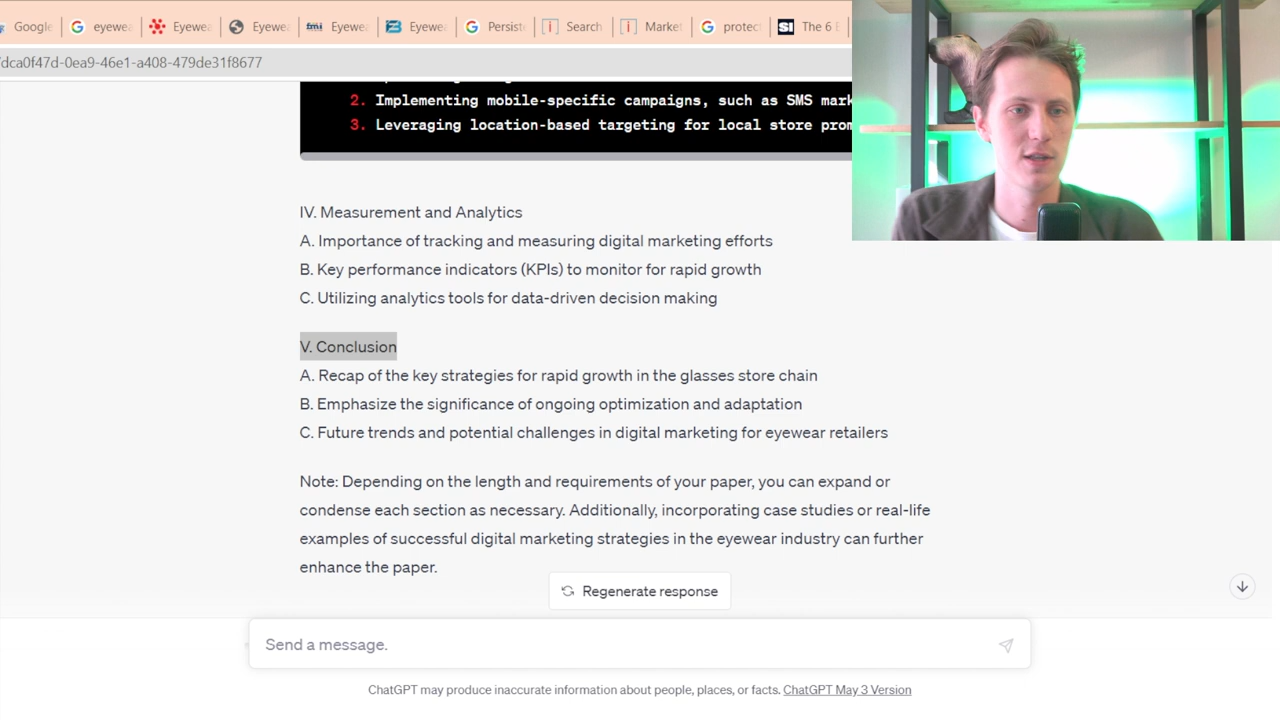 Google
eyewea
Eyewea
Eyewea
fmi Eyewea
Eyewea
Persiste
Search
Market
protect
SI The 6 E
dca0f47d-0ea9-46e1-a408-479de31f8677
2. Implementing mobile-specific campaigns, such as SMS mark
3. Leveraging location-based targeting for local store prom
IV. Measurement and Analytics
A. Importance of tracking and measuring digital marketing efforts
B. Key performance indicators (KPIs) to monitor for rapid growth
C. Utilizing analytics tools for data-driven decision making
V. Conclusion
A. Recap of the key strategies for rapid growth in the glasses store chain
B. Emphasize the significance of ongoing optimization and adaptation
C. Future trends and potential challenges in digital marketing for eyewear retailers
Note: Depending on the length and requirements of your paper, you can expand or
condense each section as necessary. Additionally, incorporating case studies or real-life
examples of successful digital marketing strategies in the eyewear industry can further
enhance the paper.
Regenerate response
Send a message.
ChatGPT may produce inaccurate information about people, places, or facts. ChatGPT May 3 Version